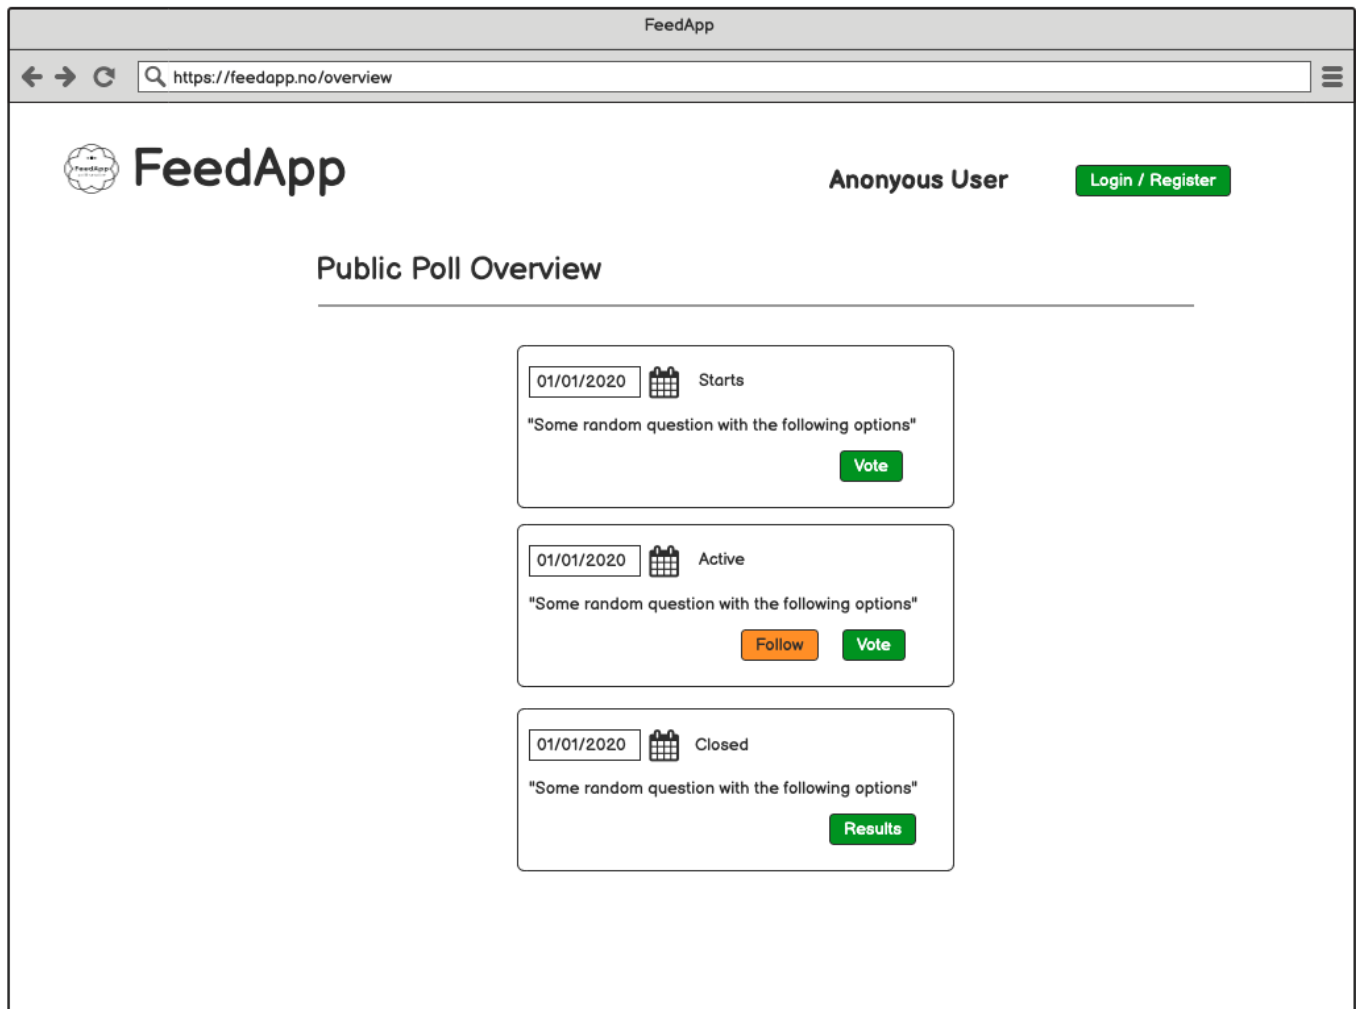 FeedApp
https://feedapp.no/overview
FeedApp
FeedApp
Anonyous User
Login / Register
Public Poll Overview
01/01/2020 Starts
"Some random question with the following options"
Vote
01/01/2020 Active
"Some random question with the following options"
Follow Vote
01/01/2020 Closed
"Some random question with the following options"
Results